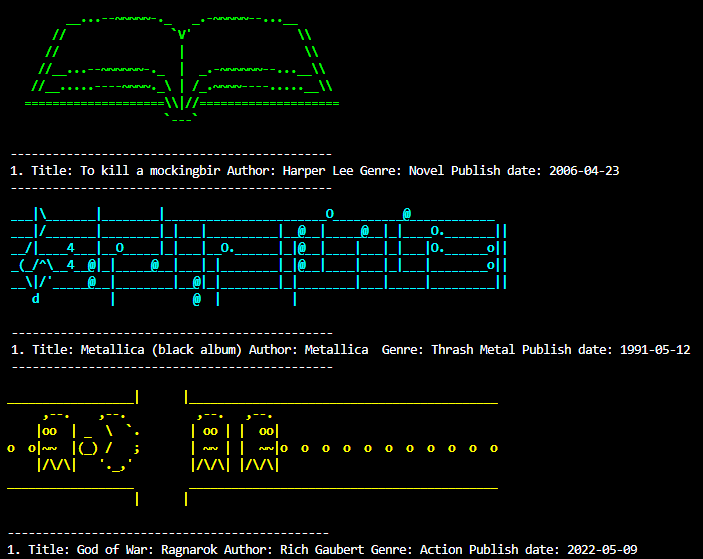 1. Title: To kill a mockingbir Author: Harper Lee Genre: Novel Publish date: 2006-04-23
1. Title: Metallica (black album) Author: Metallica  Genre: Thrash Metal Publish date: 1991-05-12
1. Title: God of War: Ragnarok Author: Rich Gaubert Genre: Action Publish date: 2022-05-09